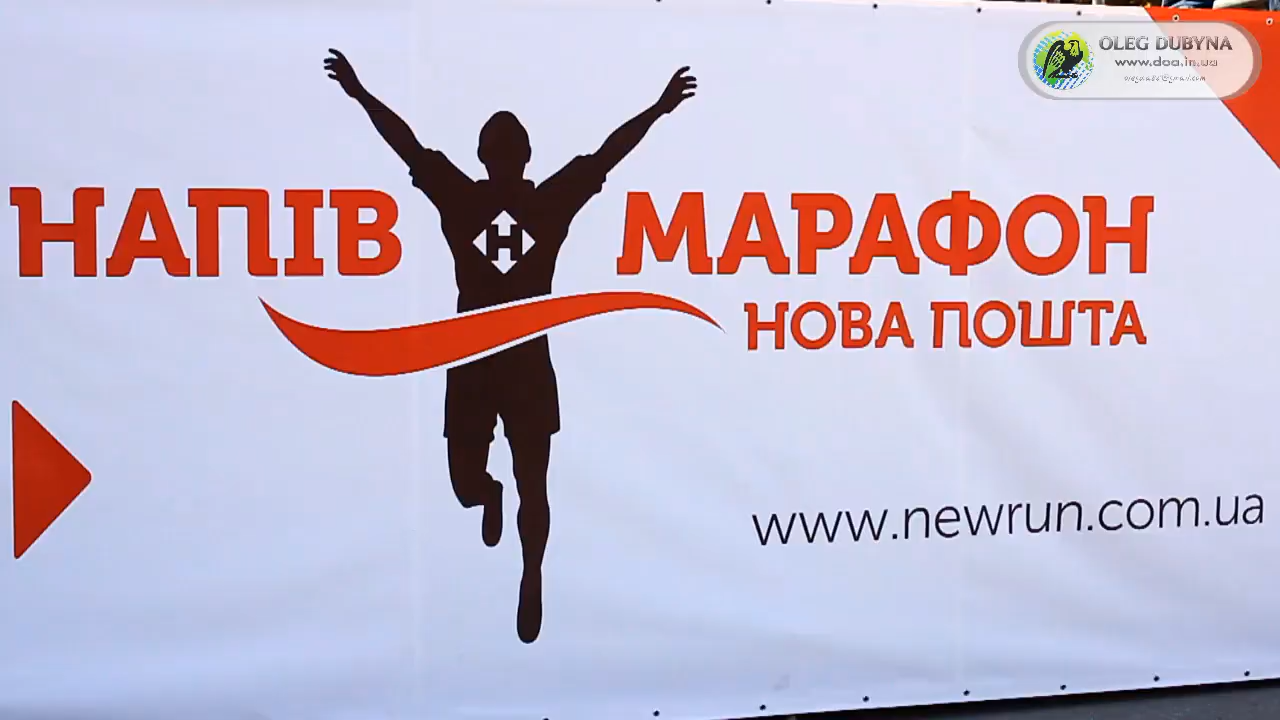 OLEG DUBYNA
www.doa.in.ua
НАПІВ МАРАФОН
НОВА ПОШТА
www.newrun.com.ua